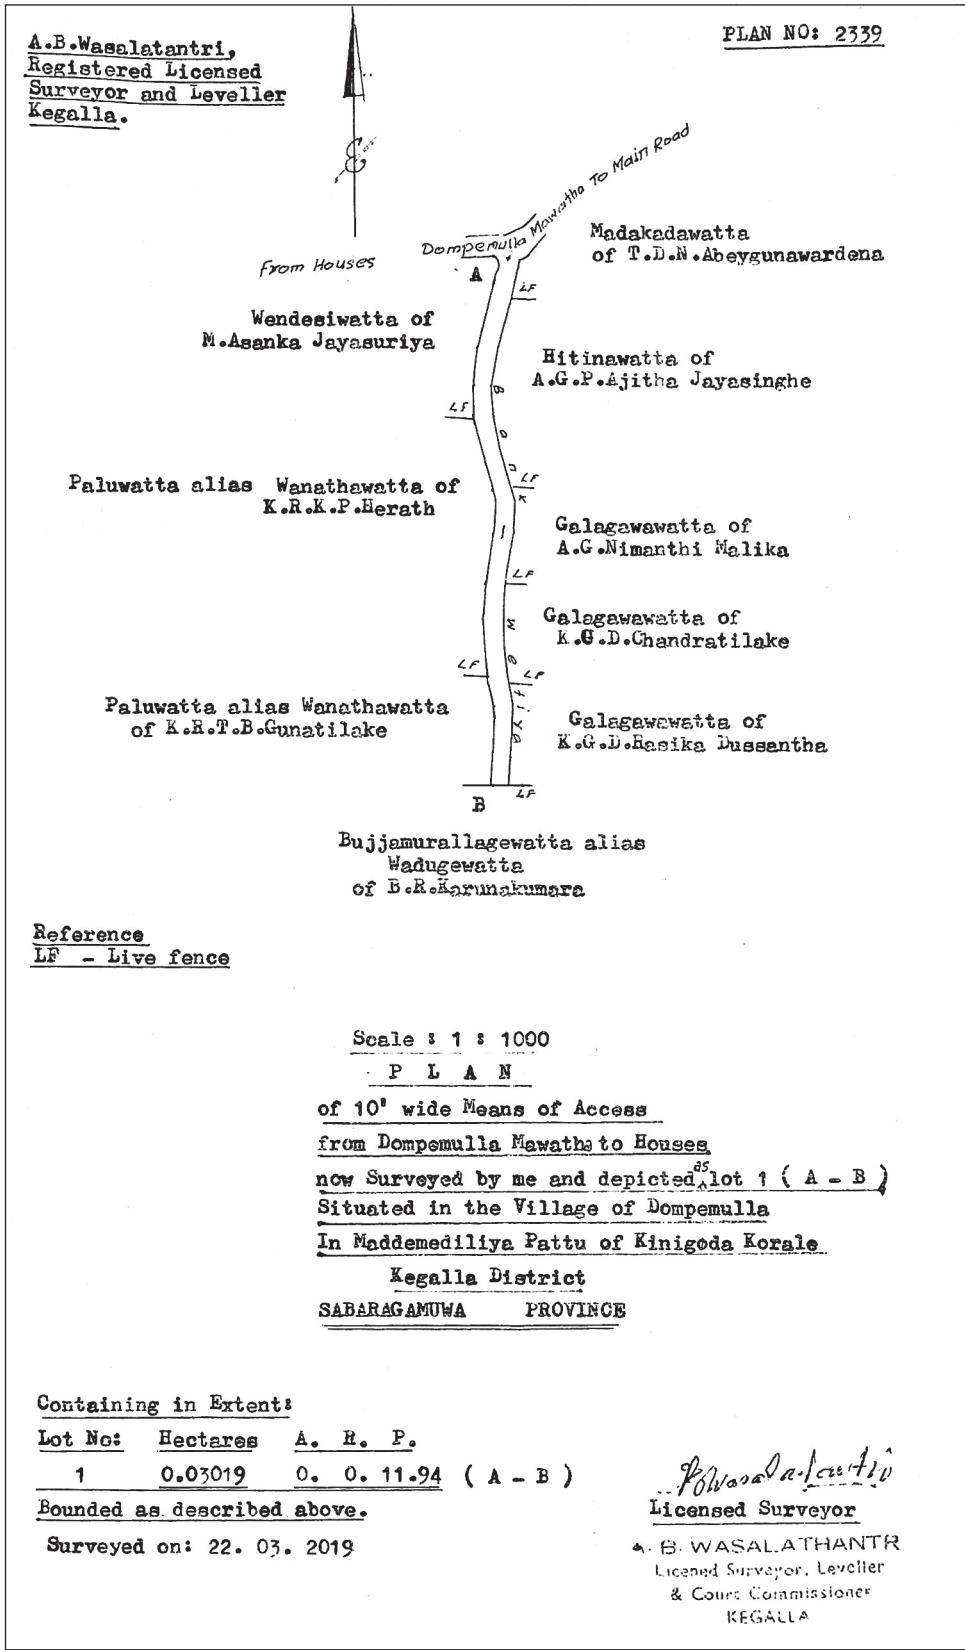 A.B.Wasalatantri,
Registered Licensed
Surveyor and Leveller
Kegalla.
PLAN NO: 2339
Dompemulla Mawatha To Main Road
From Houses
A
Madakadawatta
of T.D.N.Abeygunawardena
LF
Wendesiwatta of
M.Asanka Jayasuriya
Hitinawatta of
A.G.P.Ajitha Jayasinghe
LF
Bounk
LF
Paluwatta alias Wanathawatta of
K.R.K.P.Herath
1
Galagawawatta of
A.G.Nimanthi Malika
LF
Galagawawatta of
K.G.D.Chandratilake
wetiya
LF
LF
Paluwatta alias Wanathawatta
of K.R.T.B.Gunatilake
Galagawawatta of
K.G.D.Rasika Dussantha
B
LF
Bujjamurallagewatta alias
Wadugewatta
of B.R.Karunakumara
Reference
LF - Live fence
Scale : 1 : 1000
P L A N
of 10' wide Means of Access
from Dompemulla Mawatha to Houses
now Surveyed by me and depicted as lot 1 ( A - B )
Situated in the Village of Dompemulla
In Maddemediliya Pattu of Kinigoda Korale
Kegalla District
SABARAGAMUWA PROVINCE
Containing in Extent:
Lot No: Hectares A. R. P.
1 0.03019 0. 0. 11.94 ( A - B )
Bounded as described above.
Surveyed on: 22. 03. 2019
Licensed Surveyor
A. B. WASALATHANTR
Licened Surveyor, Leveller
& Court Commissioner
KEGALLA